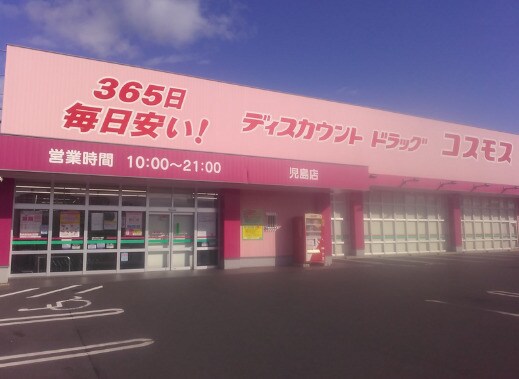 365日
毎日安い!
ディスカウント ドラッグ コスモス
営業時間 10:00～21:00
児島店